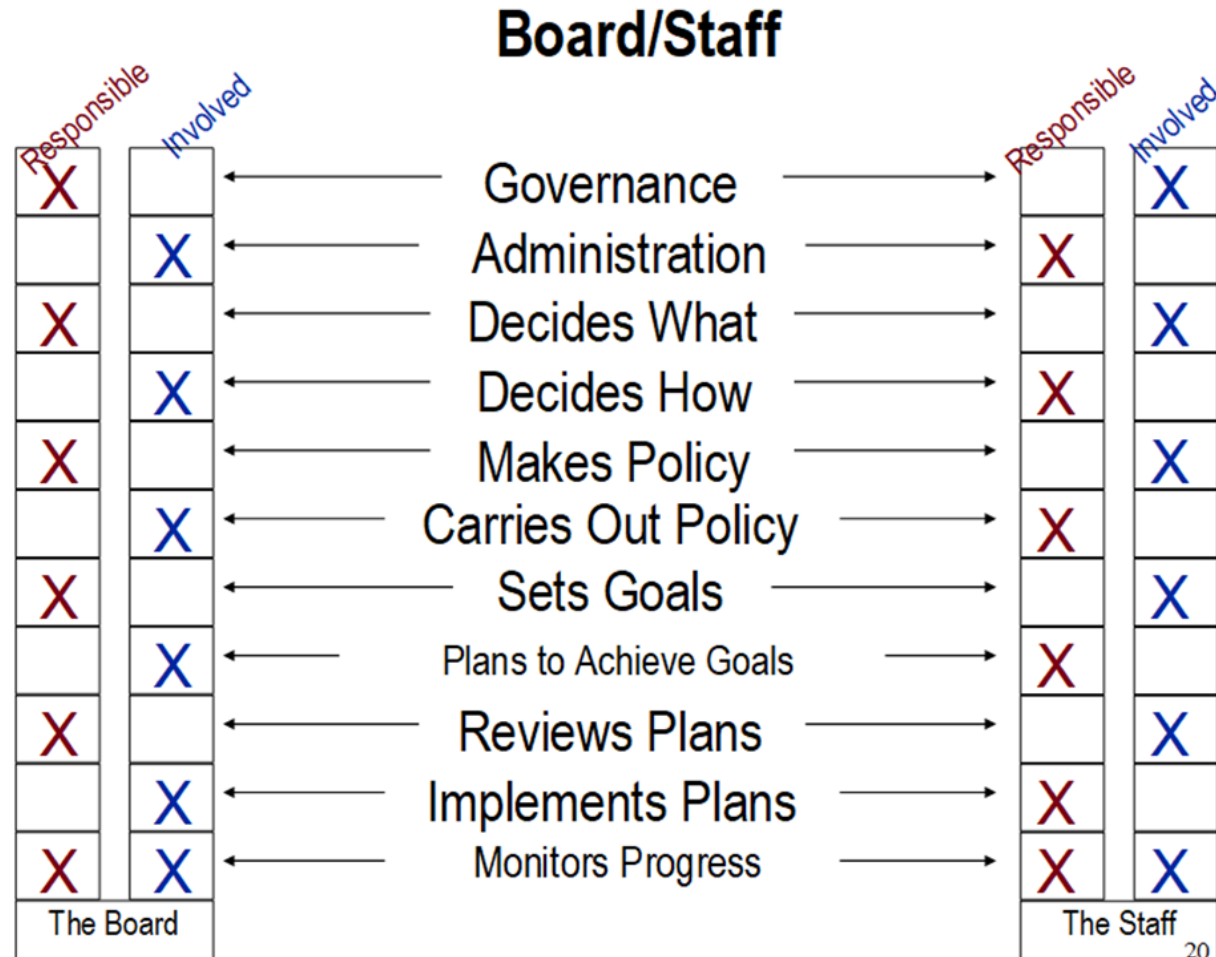 Board/Staff
Responsible Involved Responsible Involved
X Governance X
X Administration X
X Decides What X
X Decides How X
X Makes Policy X
X Carries Out Policy X
X Sets Goals X
X Plans to Achieve Goals X
X Reviews Plans X
X Implements Plans X
X X Monitors Progress X X
The Board The Staff
20